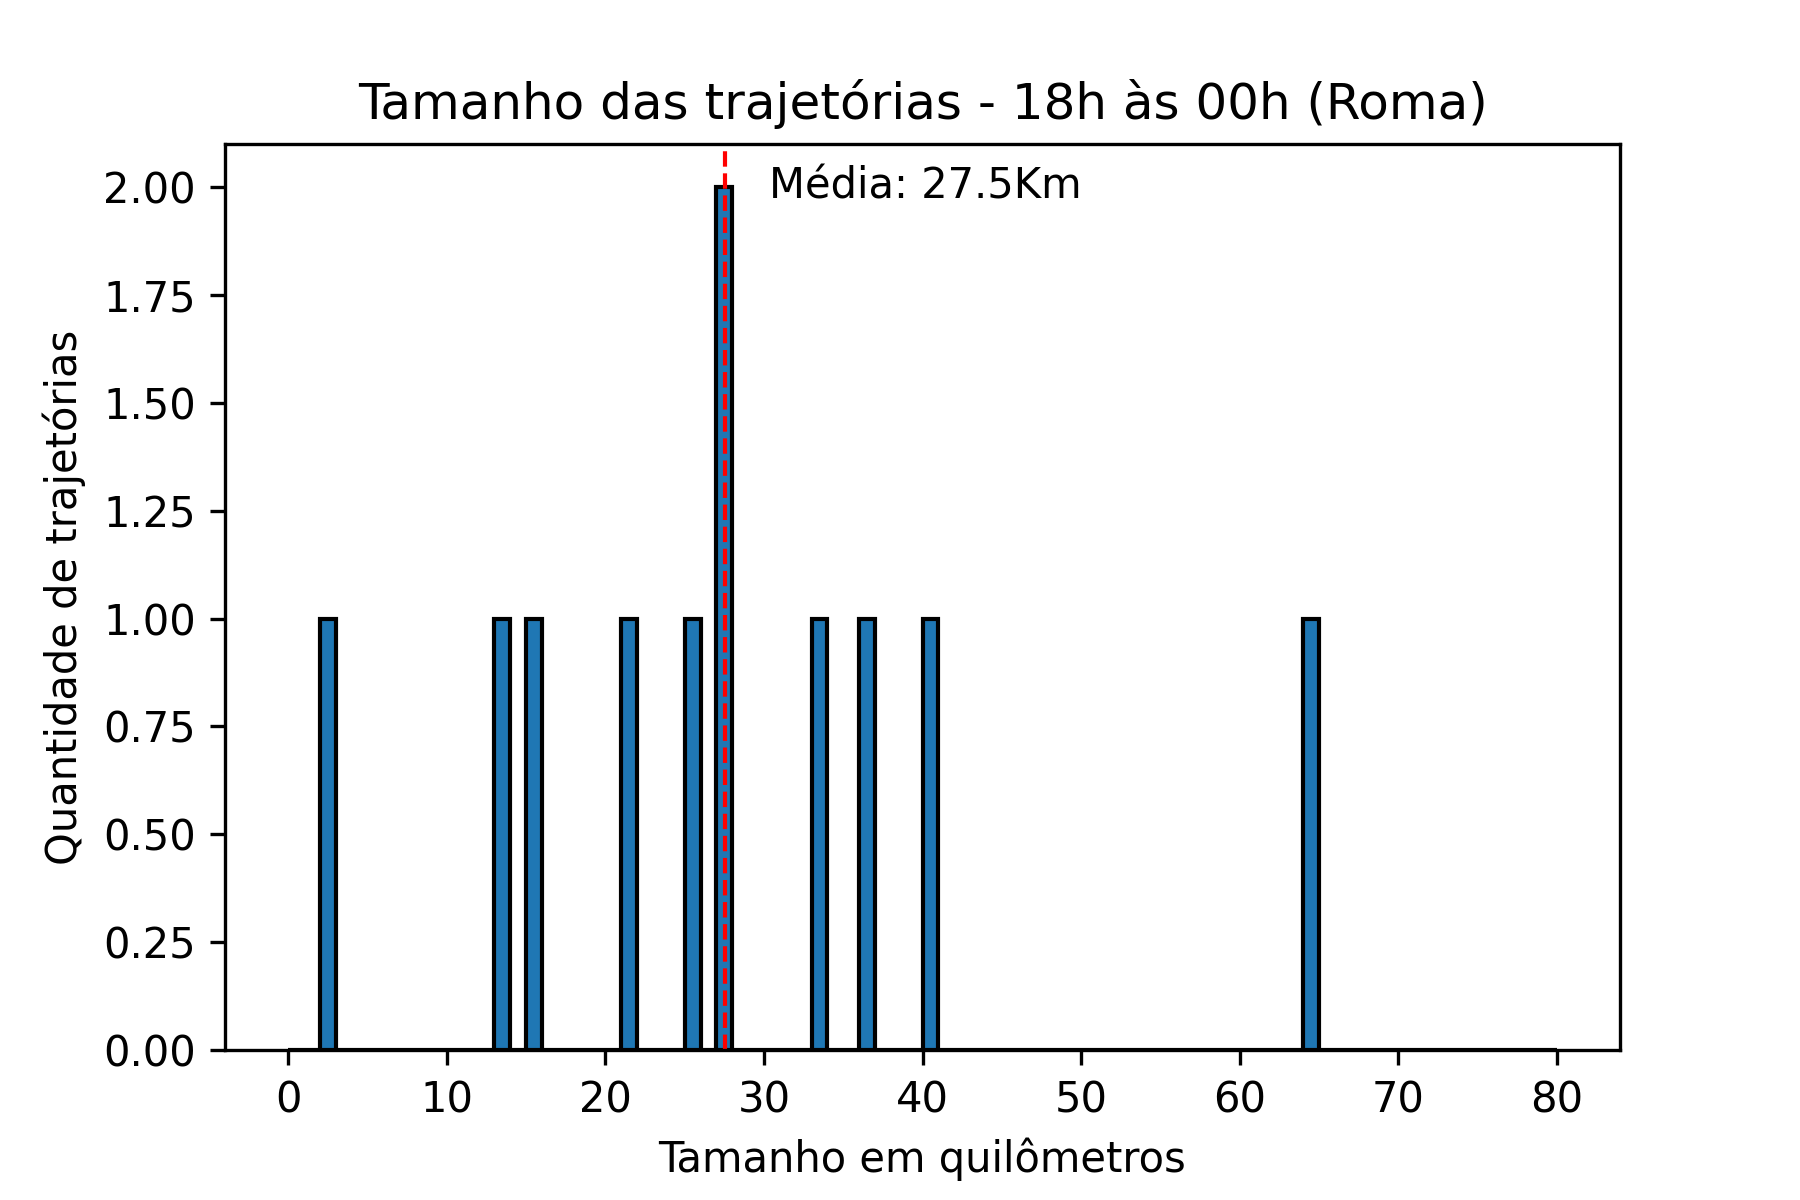 Tamanho das trajetórias - 18h às 00h (Roma)
Média: 27.5Km
Quantidade de trajetórias
2.00
1.75
1.50
1.25
1.00
0.75
0.50
0.25
0.00
0 10 20 30 40 50 60 70 80
Tamanho em quilômetros